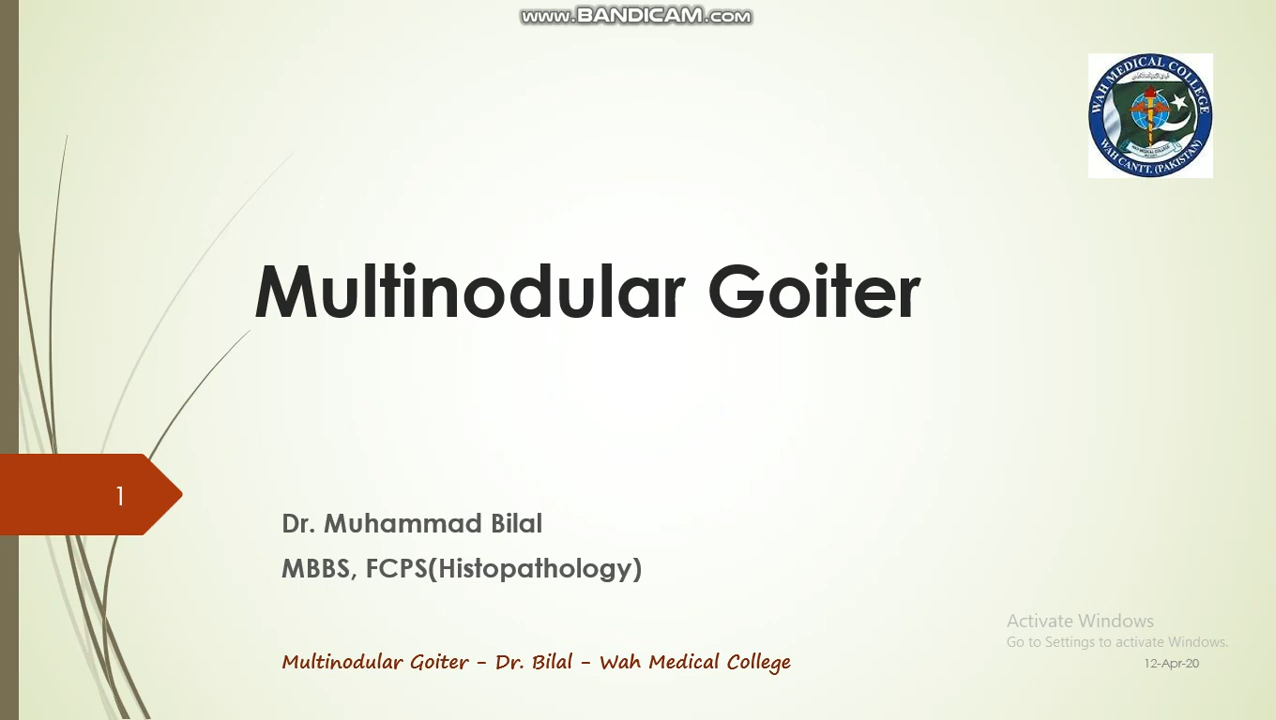 www.BANDICAM.com
WAH MEDICAL COLLEGE
WAH CANTT. (PAKISTAN)
Multinodular Goiter
1
Dr. Muhammad Bilal
MBBS, FCPS(Histopathology)
Activate Windows
Go to Settings to activate Windows.
Multinodular Goiter – Dr. Bilal – Wah Medical College
12-Apr-20